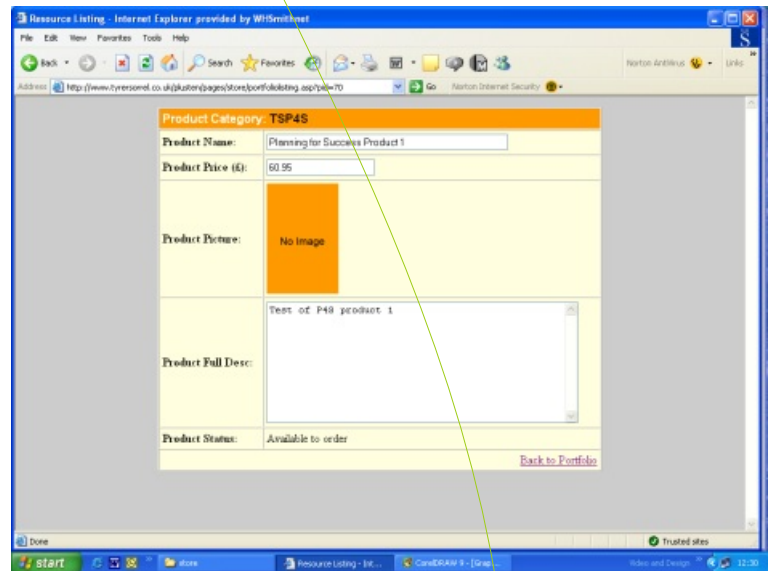 Resource Listing - Internet Explorer provided by WHSmithnet
File Edit View Favorites Tools Help
Back Search Favorites Norton AntiVirus Links
Address http://www.tyrersorrel.co.uk/plusten/pages/store/portfoliolisting.asp?pid=70 Go Norton Internet Security
Product Category: TSP4S
Product Name: Planning for Success Product 1
Product Price (£): 60.95
Product Picture: No Image
Product Full Desc: Test of P4S product 1
Product Status: Available to order
Back to Portfolio
Done Trusted sites
start store Resource Listing - Int... CorelDRAW 9 - [Grap... Video and Design 12:30